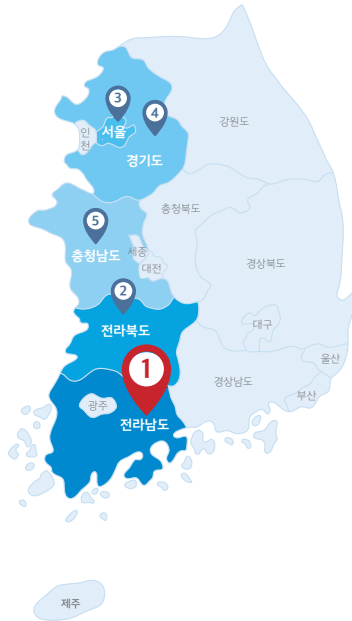 3
4
강원도
인
천
서울
경기도
충청북도
5
충청남도
세종
대전
경상북도
2
전라북도
대구
울산
1
경상남도
부산
광주
전라남도
제주